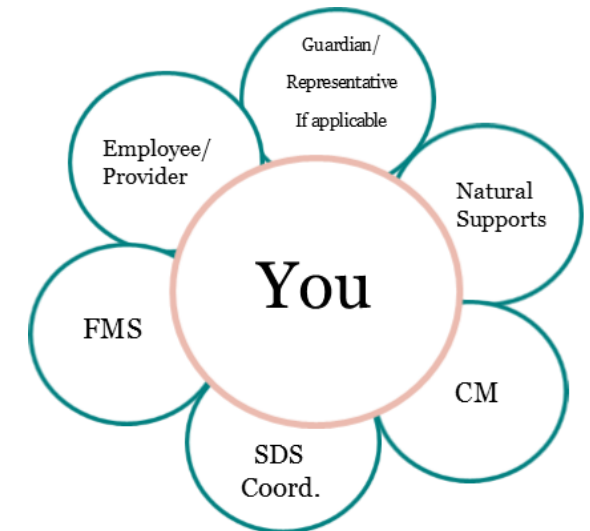 Guardian/
Representative
If applicable
Employee/
Provider
Natural
Supports
You
FMS
CM
SDS
Coord.